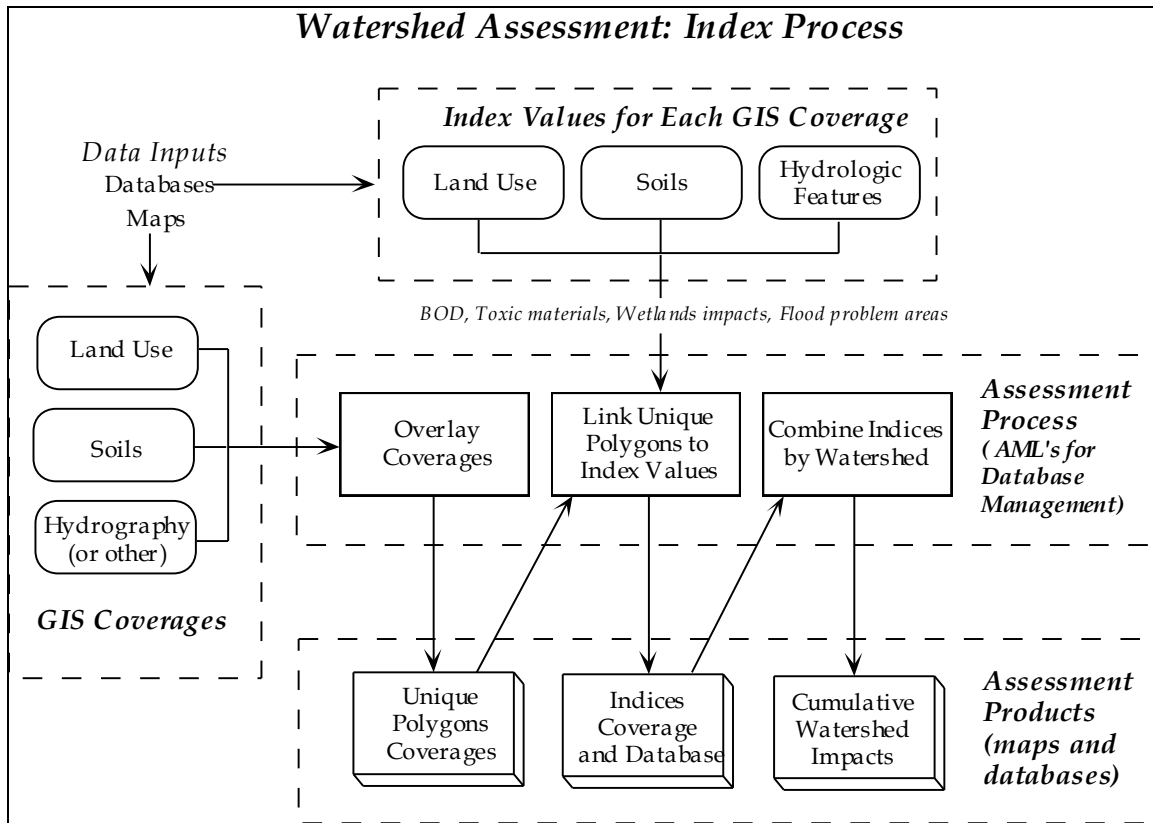 Watershed Assessment: Index Process
Index Values for Each GIS Coverage
Data Inputs
Databases
Maps
Land Use
Soils
Hydrologic
Features
BOD, Toxic materials, Wetlands impacts, Flood problem areas
Land Use
Soils
Hydrography
(or other)
GIS Coverages
Overlay
Coverages
Link Unique
Polygons to
Index Values
Combine Indices
by Watershed
Assessment
Process
( AML's for
Database
Management)
Unique
Polygons
Coverages
Indices
Coverage
and Database
Cumulative
Watershed
Impacts
Assessment
Products
(maps and
databases)